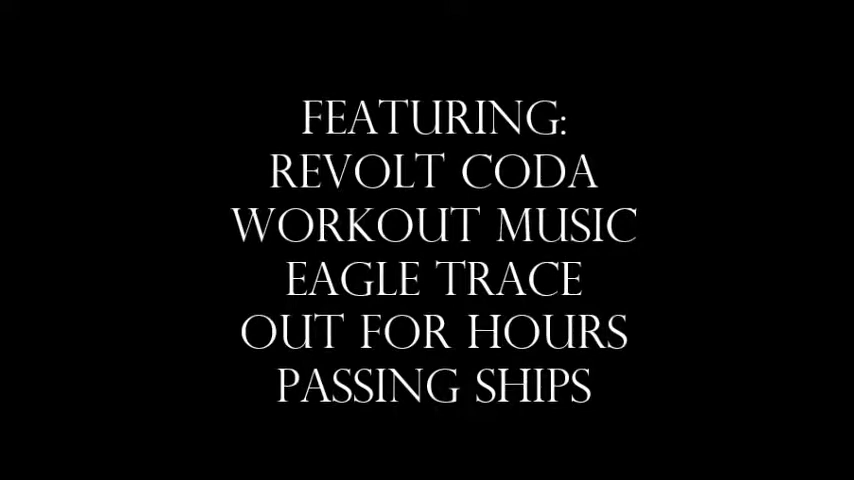 FEATURING:
REVOLT CODA
WORKOUT MUSIC
EAGLE TRACE
OUT FOR HOURS
PASSING SHIPS